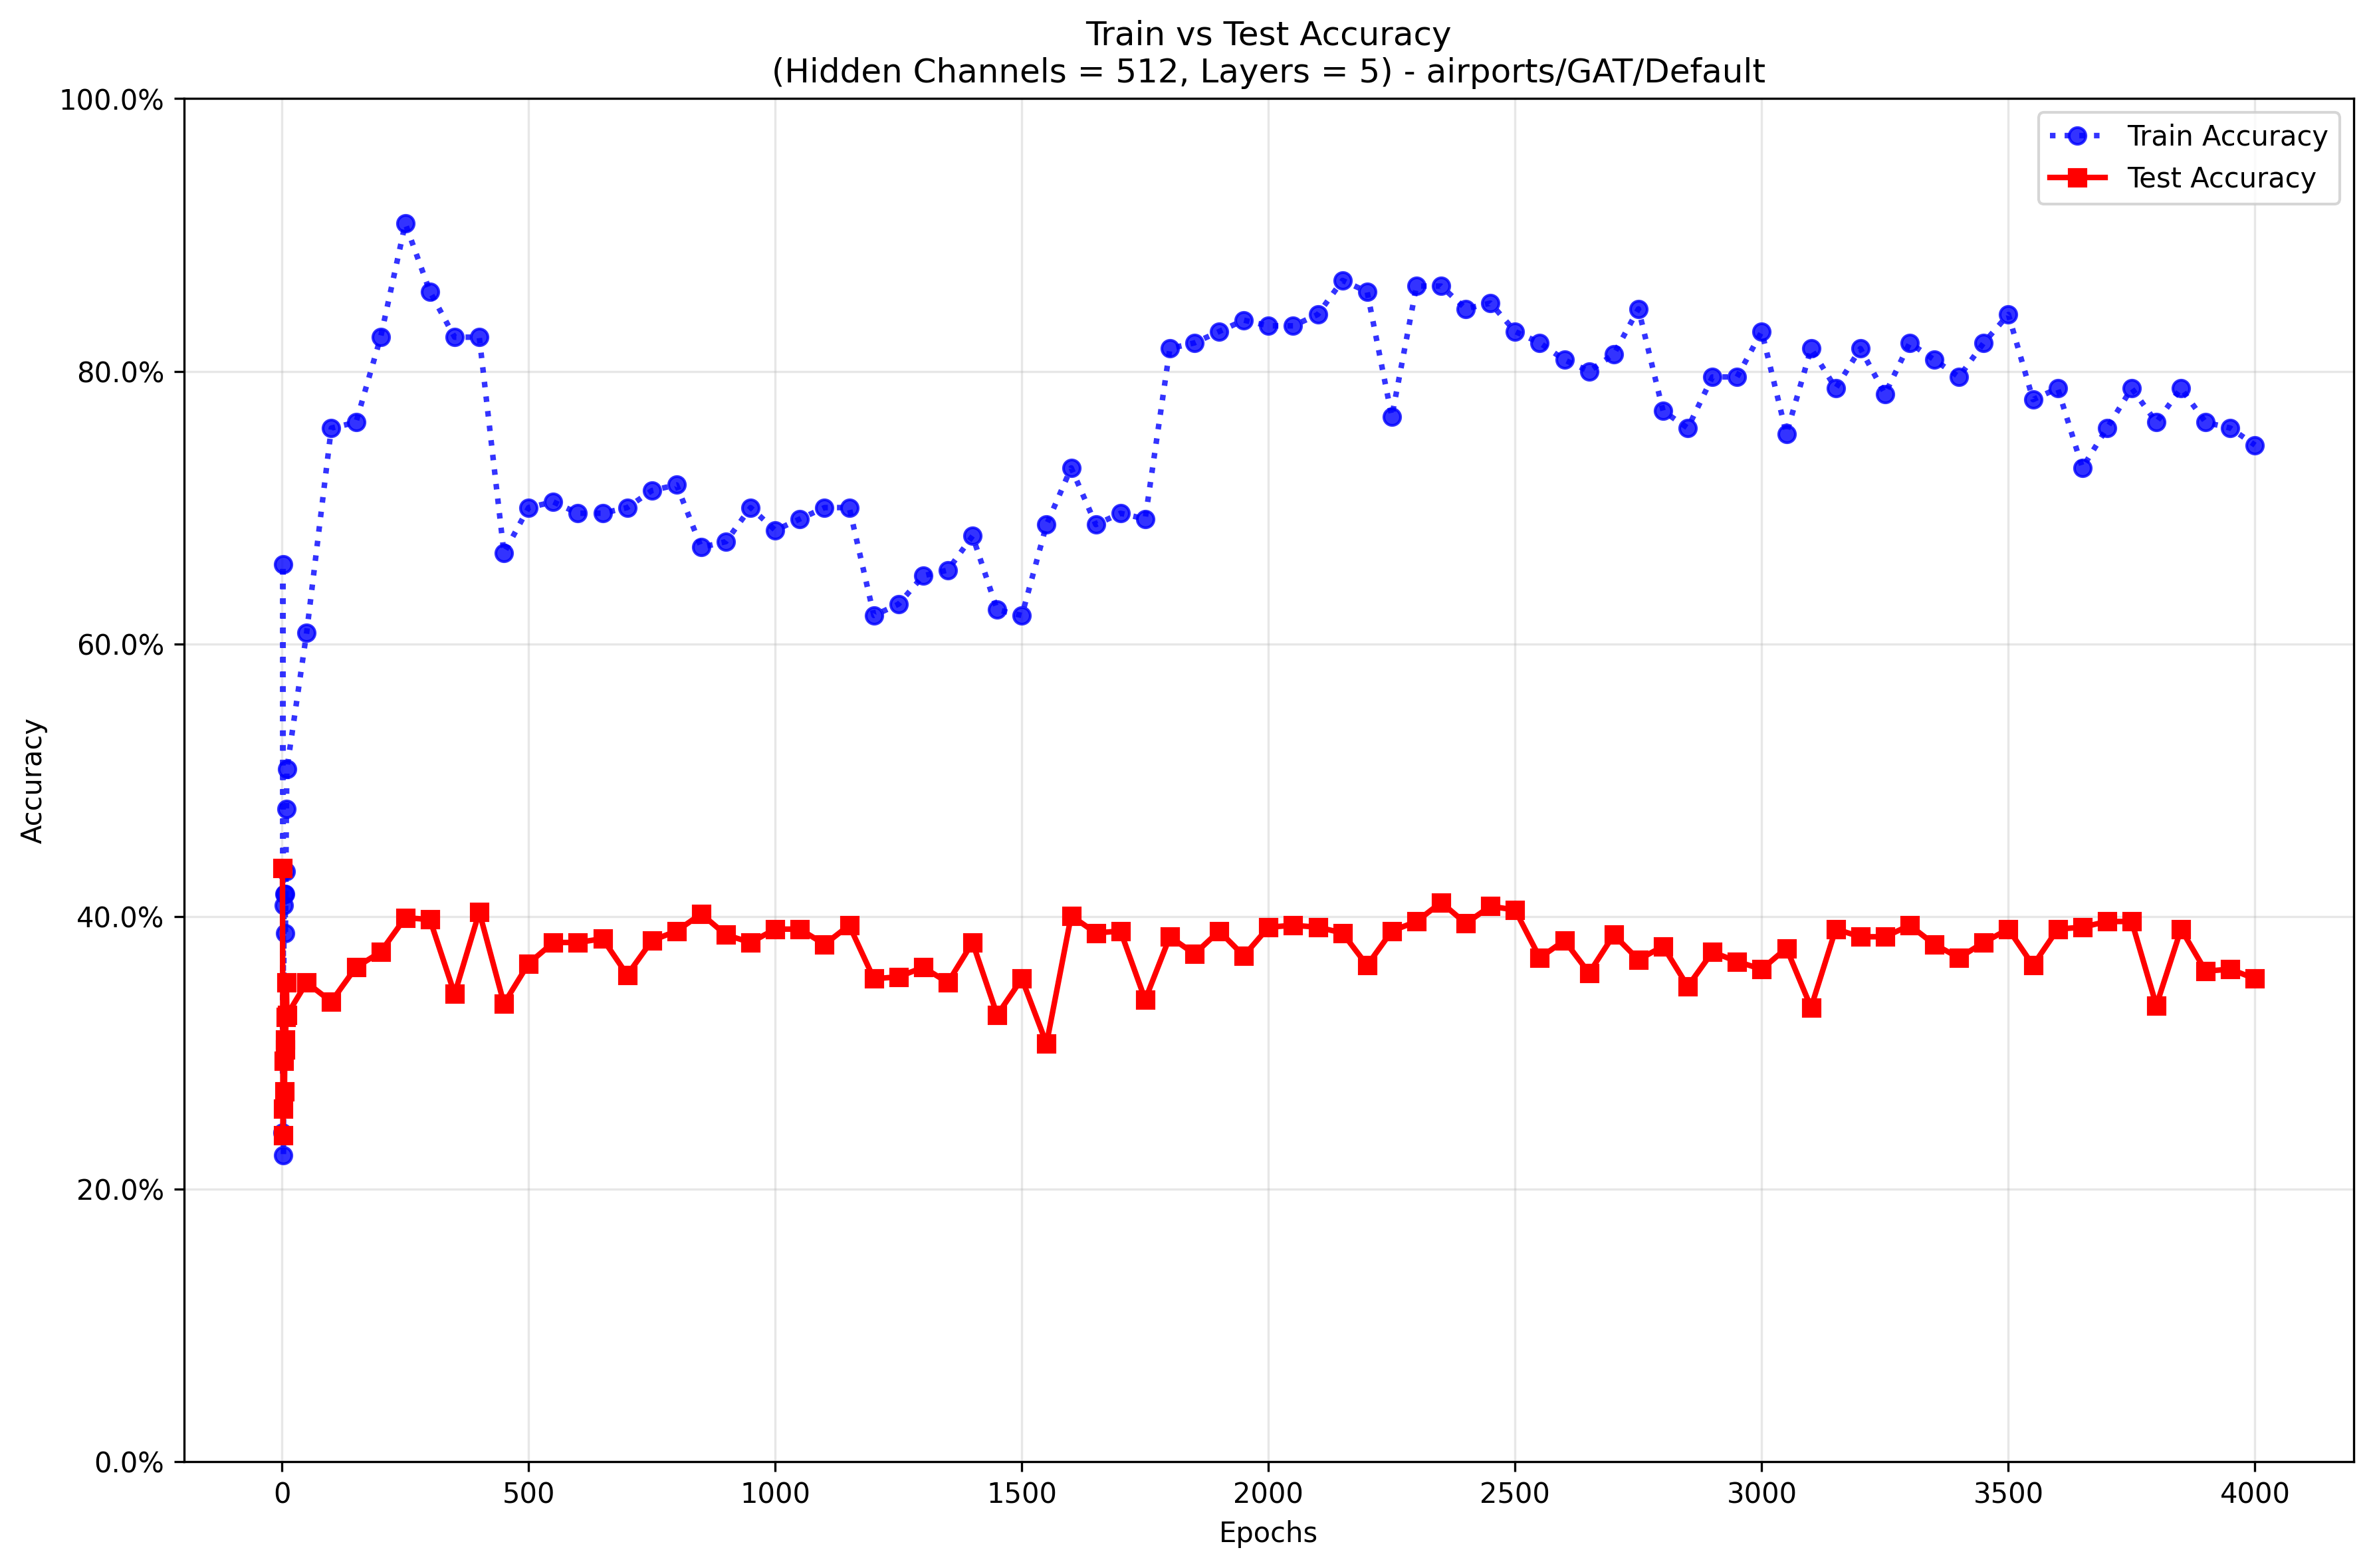 Train vs Test Accuracy
(Hidden Channels = 512, Layers = 5) - airports/GAT/Default
100.0%
80.0%
60.0%
40.0%
20.0%
0.0%
Accuracy
Train Accuracy
Test Accuracy
0
500
1000
1500
2000
2500
3000
3500
4000
Epochs